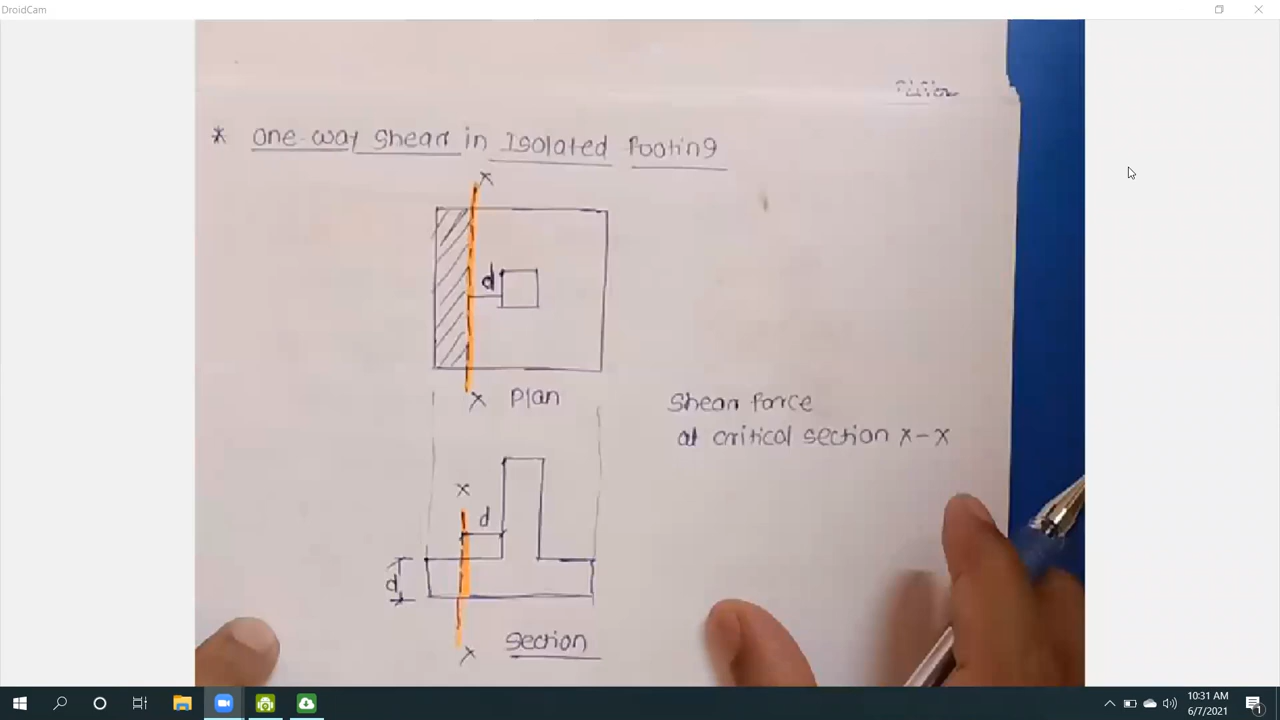 DroidCam
* one-way shear in Isolated footing
x
d
x
Plan
shear force
at critical section x-x
x
d
d
section
x
10:31 AM
6/7/2021
1